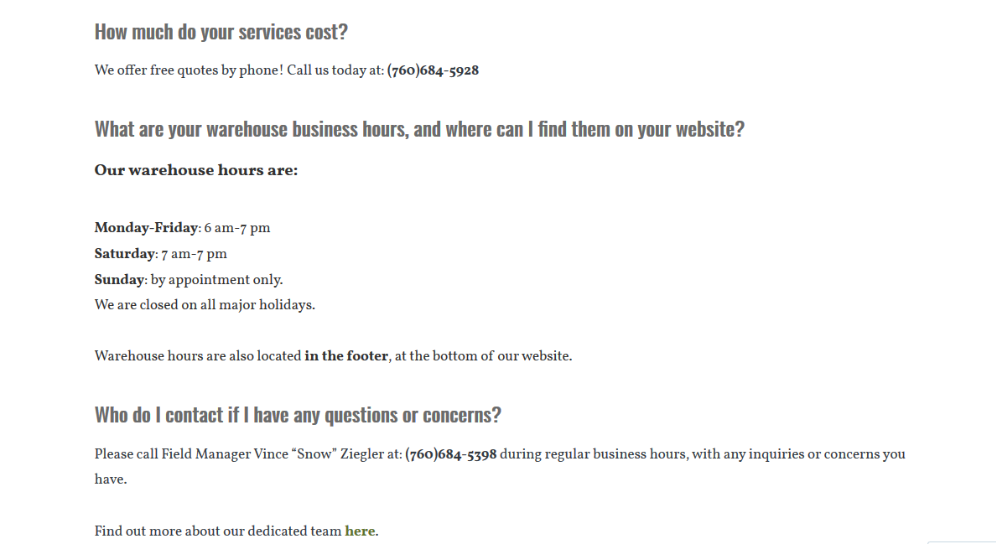 How much do your services cost?
We offer free quotes by phone! Call us today at: (760)684-5928
What are your warehouse business hours, and where can I find them on your website?
Our warehouse hours are:
Monday-Friday: 6 am-7 pm
Saturday: 7 am-7 pm
Sunday: by appointment only.
We are closed on all major holidays.
Warehouse hours are also located in the footer, at the bottom of our website.
Who do I contact if I have any questions or concerns?
Please call Field Manager Vince “Snow” Ziegler at: (760)684-5398 during regular business hours, with any inquiries or concerns you
have.
Find out more about our dedicated team here.